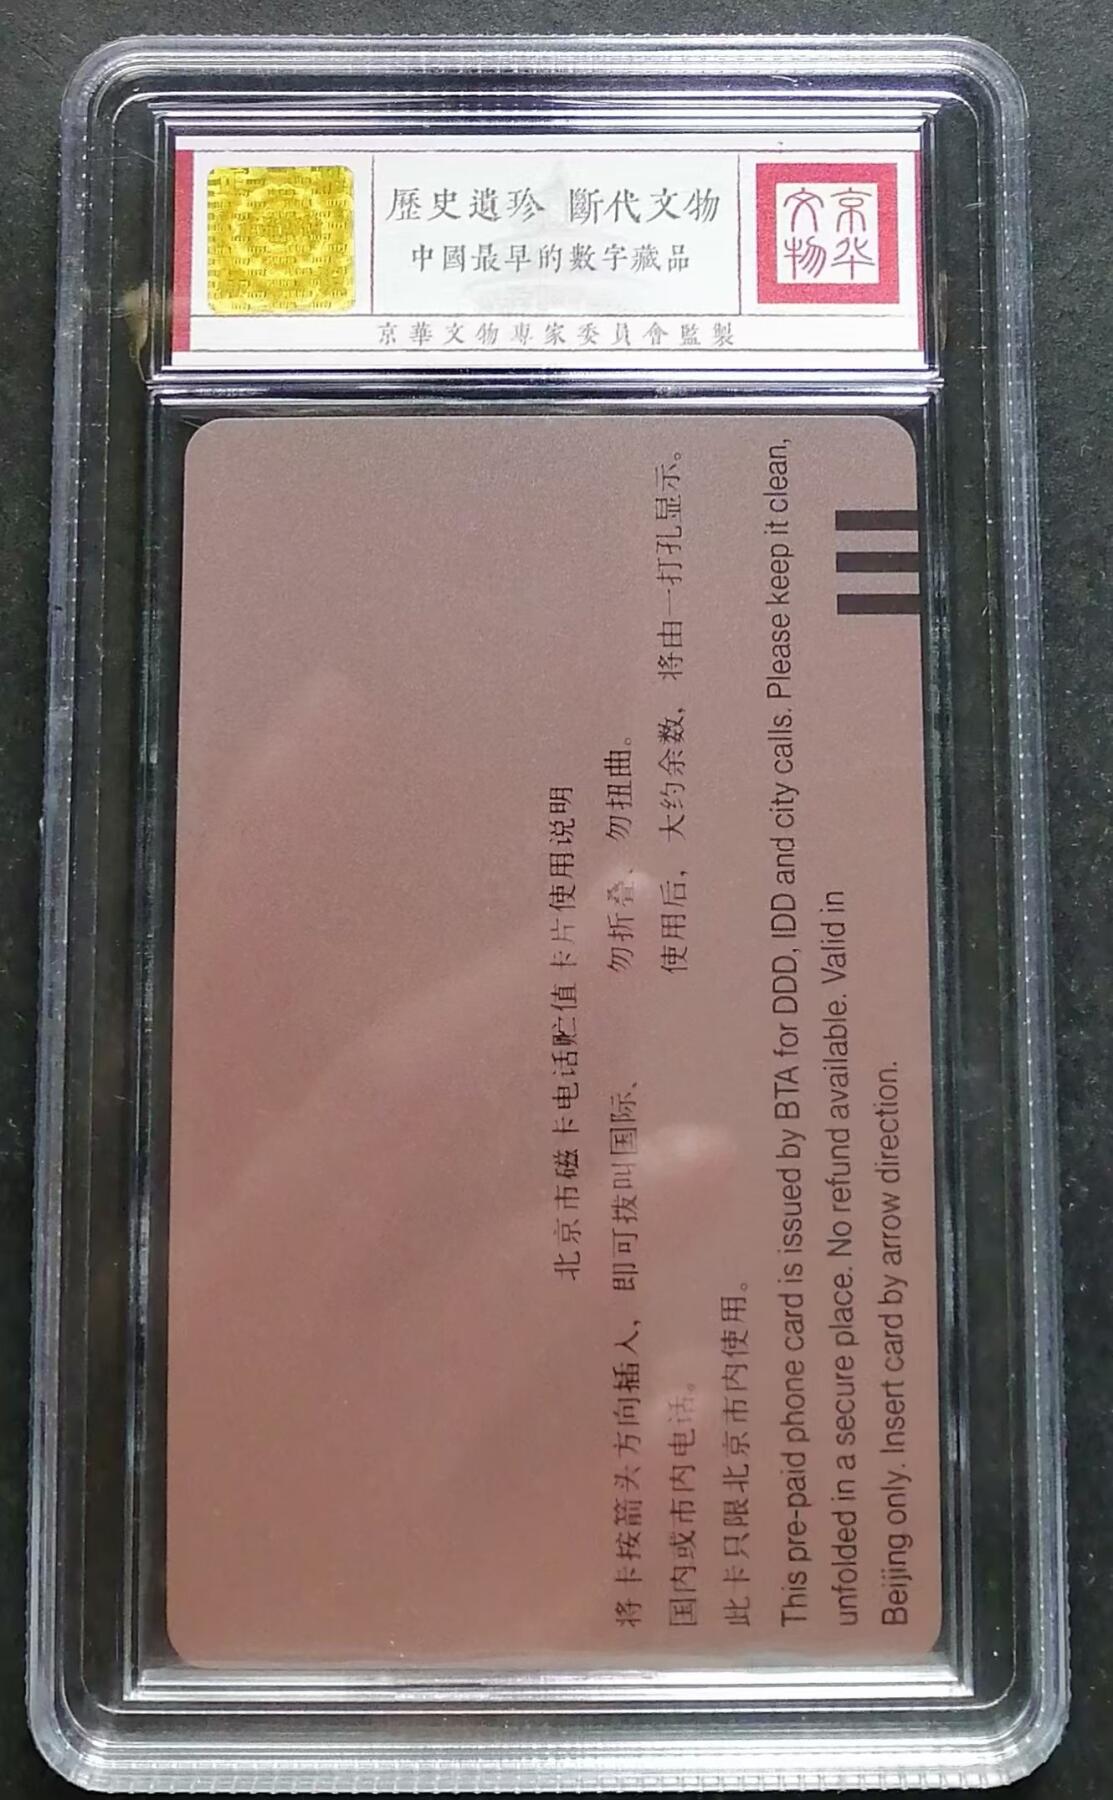 歷史遺珍 斷代文物
中國最早的數字藏品
京华文物
京華文物專家委員會監製
北京市磁卡电话贮值卡片使用说明
将卡按箭头方向插入，即可拨叫国际、
国内或市内电话。
此卡只限北京市内使用。
勿折叠、勿扭曲。
使用后，大约余数，将由一打孔显示。
This pre-paid phone card is issued by BTA for DDD, IDD and city calls. Please keep it clean,
unfolded in a secure place. No refund available. Valid in
Beijing only. Insert card by arrow direction.